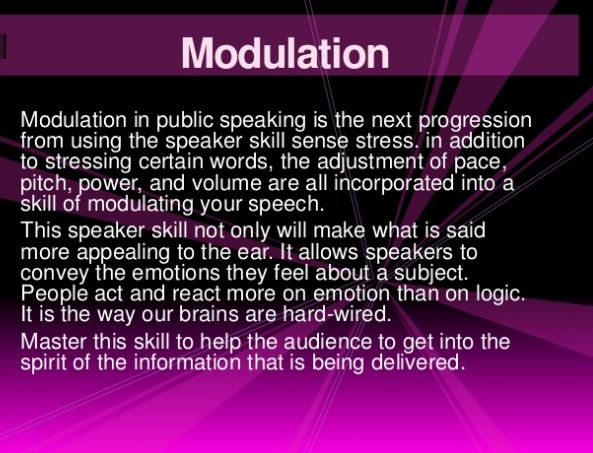 Modulation
Modulation in public speaking is the next progression
from using the speaker skill sense stress. in addition
to stressing certain words, the adjustment of pace,
pitch, power, and volume are all incorporated into a
skill of modulating your speech.
This speaker skill not only will make what is said
more appealing to the ear. It allows speakers to
convey the emotions they feel about a subject.
People act and react more on emotion than on logic.
It is the way our brains are hard-wired.
Master this skill to help the audience to get into the
spirit of the information that is being delivered.